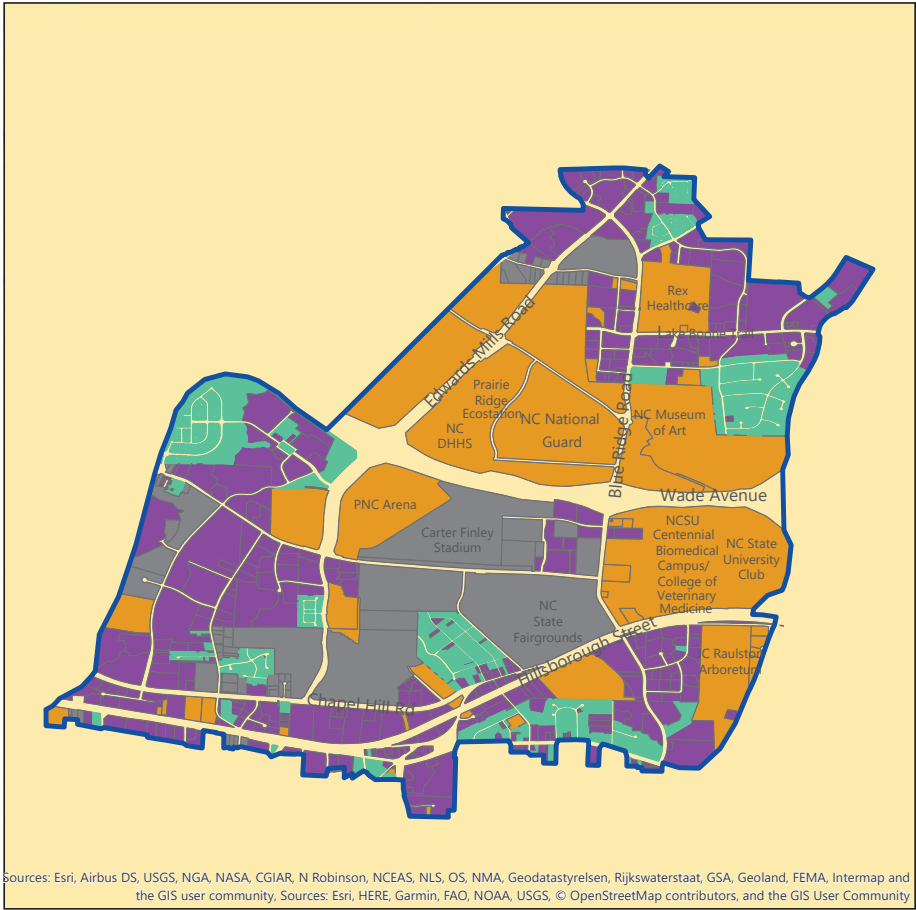 Rex
Healthcare
Lake Boone Trail
Edwards Mills Road
Prairie
Ridge
Ecostation
NC
DHHS
NC National
Guard
Blue Ridge Road
NC Museum
of Art
Wade Avenue
PNC Arena
Carter Finley
Stadium
NCSU
Centennial
Biomedical
Campus/
College of
Veterinary
Medicine
NC State
University
Club
NC
State
Fairgrounds
Hillsborough Street
JC Raulston
Arboretum
Chapel Hill Rd
Sources: Esri, Airbus DS, USGS, NGA, NASA, CGIAR, N Robinson, NCEAS, NLS, OS, NMA, Geodatastyrelsen, Rijkswaterstaat, GSA, Geoland, FEMA, Intermap and
the GIS user community, Sources: Esri, HERE, Garmin, FAO, NOAA, USGS, © OpenStreetMap contributors, and the GIS User Community